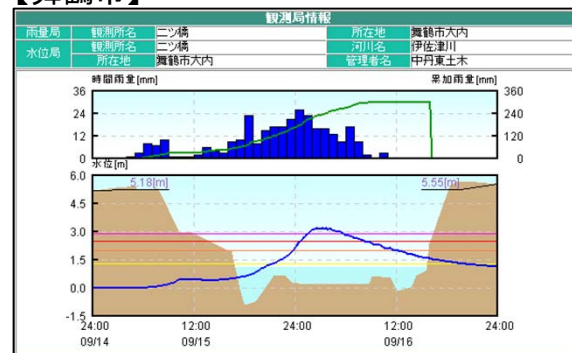 【舞鶴市】
観測局情報
雨量局 観測所名 二ツ橋 所在地 舞鶴市大内
水位局 観測所名 二ツ橋 河川名 伊佐津川
所在地 舞鶴市大内 管理者名 中丹東土木
時間雨量[mm] 累加雨量[mm]
36 360
24 240
12 120
0 0
水位[m]
6.0
5.18[m] 5.55[m]
4.5
3.0
1.5
0.0
-1.5
24:00 12:00 24:00 12:00 24:00
09/14 09/15 09/16